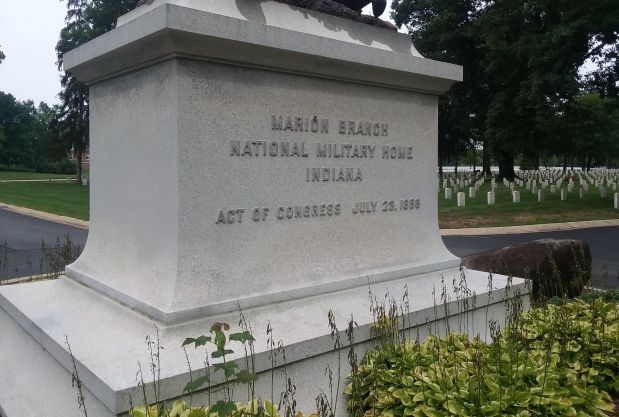 MARION BRANCH
NATIONAL MILITARY HOME
INDIANA
ACT OF CONGRESS JULY 23, 1888